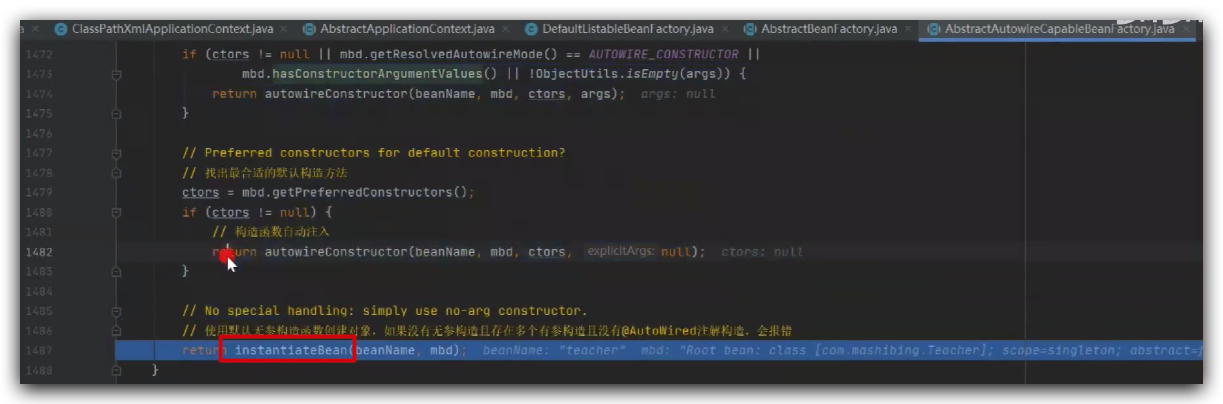 a ClassPathXmlApplicationContext.java AbstractApplicationContext.java DefaultListableBeanFactory.java AbstractBeanFactory.java AbstractAutowireCapableBeanFactory.java
1472 if (ctors != null || mbd.getResolvedAutowireMode() == AUTOWIRE_CONSTRUCTOR ||
1473 mbd.hasConstructorArgumentValues() || !ObjectUtils.isEmpty(args)) {
1474 return autowireConstructor(beanName, mbd, ctors, args); args: null
1475 }
1476
1477 // Preferred constructors for default construction?
1478 // 找出最合适的默认构造方法
1479 ctors = mbd.getPreferredConstructors();
1480 if (ctors != null) {
1481 // 构造函数自动注入
1482 return autowireConstructor(beanName, mbd, ctors, explicitArgs: null); ctors: null
1483 }
1484
1485 // No special handling: simply use no-arg constructor.
1486 // 使用默认无参构造函数创建对象，如果没有无参构造且存在多个有参构造且没有@AutoWired注解构造，会报错
1487 return instantiateBean(beanName, mbd); beanName: "teacher" mbd: "Root bean: class [com.mashibing.Teacher]; scope=singleton; abstract=f
1488 }